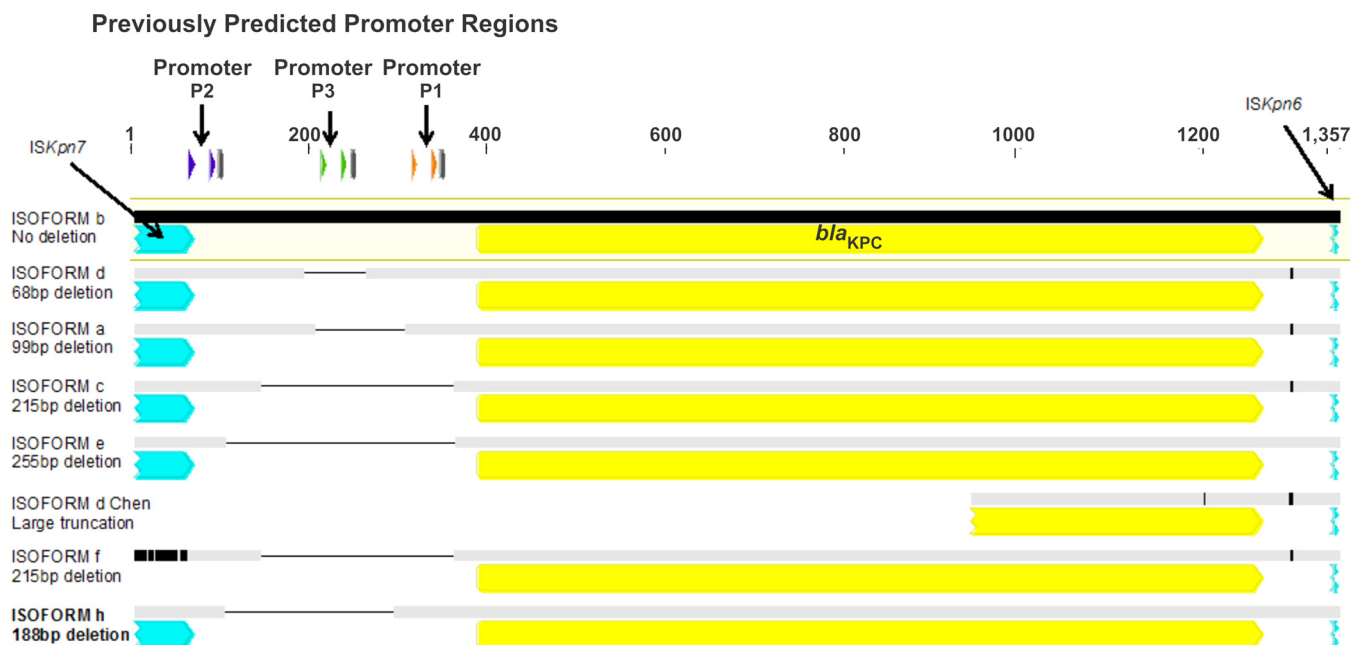 Previously Predicted Promoter Regions
Promoter P2
Promoter P3
Promoter P1
ISKpn7
ISKpn6
1 200 400 600 800 1000 1200 1,357
ISOFORM b
No deletion
blaKPC
ISOFORM d
68bp deletion
ISOFORM a
99bp deletion
ISOFORM c
215bp deletion
ISOFORM e
255bp deletion
ISOFORM d Chen
Large truncation
ISOFORM f
215bp deletion
ISOFORM h
188bp deletion